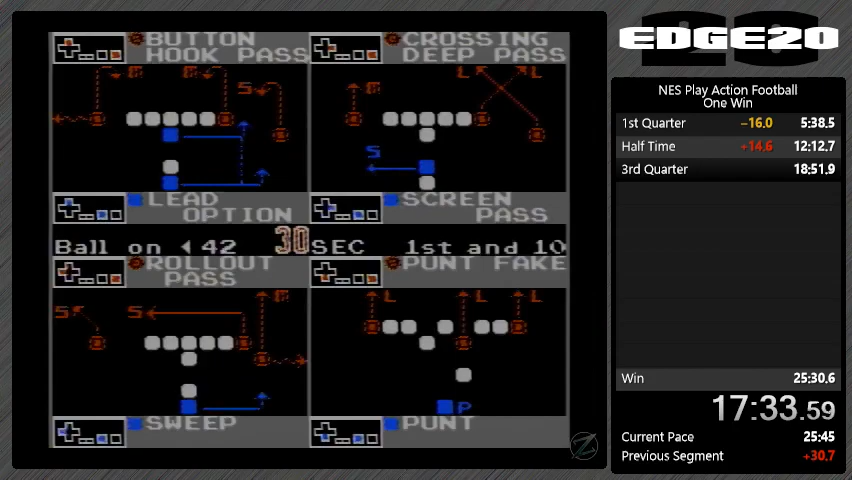 BUTTON
HOOK PASS
CROSSING
DEEP PASS
S
L
L
S
LEAD
OPTION
SCREEN
PASS
Ball on ◀42 30SEC 1st and 10
ROLLOUT
PASS
PUNT FAKE
S
S
L
L
L
P
SWEEP
PUNT
Z
EDGE20
NES Play Action Football
One Win
1st Quarter −16.0 5:38.5
Half Time +14.6 12:12.7
3rd Quarter 18:51.9
Win 25:30.6
17:33.59
Current Pace 25:45
Previous Segment +30.7